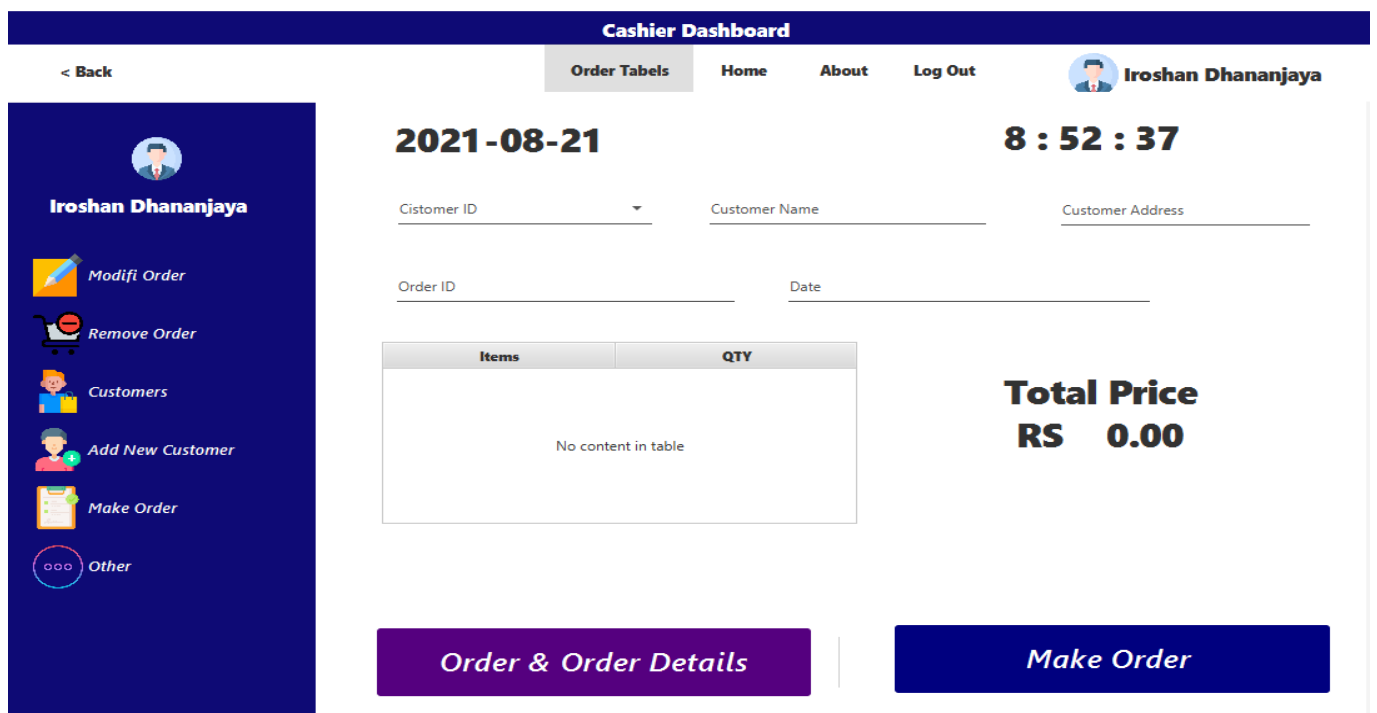 Cashier Dashboard
< Back
Order Tabels
Home
About
Log Out
Iroshan Dhananjaya
Iroshan Dhananjaya
Modifi Order
Remove Order
Customers
Add New Customer
Make Order
Other
2021-08-21
8 : 52 : 37
Cistomer ID
Customer Name
Customer Address
Order ID
Date
Items
QTY
No content in table
Total Price
RS 0.00
Order & Order Details
Make Order